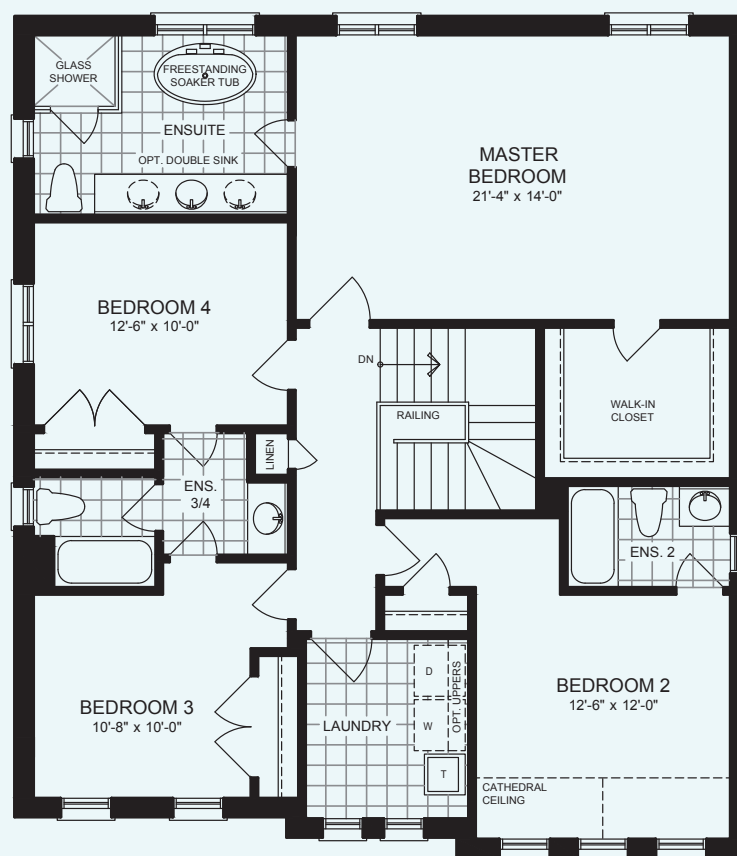 GLASS
SHOWER
FREESTANDING
SOAKER TUB
ENSUITE
OPT. DOUBLE SINK
MASTER
BEDROOM
21'-4" x 14'-0"
BEDROOM 4
12'-6" x 10'-0"
DN
RAILING
WALK-IN
CLOSET
LINEN
ENS.
3/4
ENS. 2
BEDROOM 3
10'-8" x 10'-0"
LAUNDRY
D
W
OPT. UPPERS
T
BEDROOM 2
12'-6" x 12'-0"
CATHEDRAL
CEILING